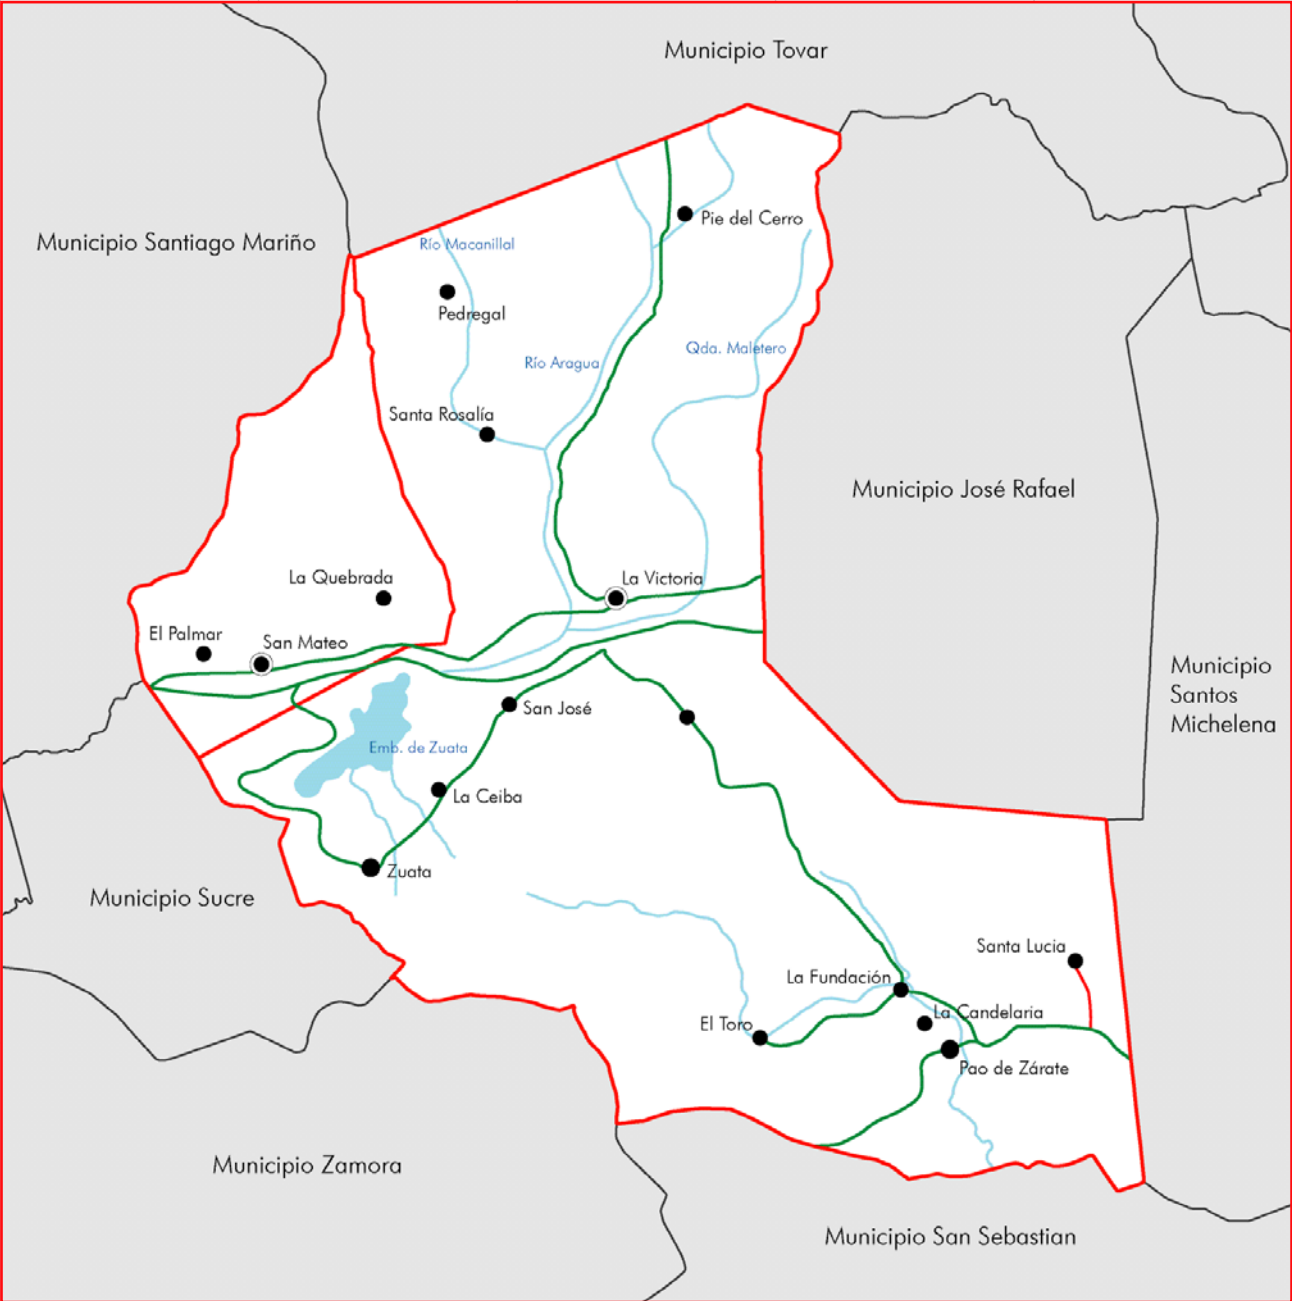 Municipio Tovar
Pie del Cerro
Municipio Santiago Mariño
Río Macanillal
Pedregal
Qda. Maletero
Río Aragua
Santa Rosalía
Municipio José Rafael
La Quebrada
La Victoria
El Palmar
San Mateo
Municipio
Santos
Michelena
San José
Emb. de Zuata
La Ceiba
Zuata
Municipio Sucre
Santa Lucia
La Fundación
La Candelaria
El Toro
Pao de Zárate
Municipio Zamora
Municipio San Sebastian